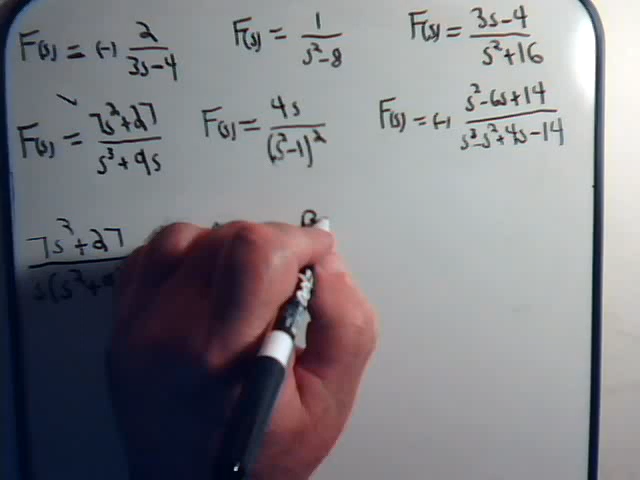 F(s) = (-) 2/(3s-4) F(s) = 1/(s²-8) F(s) = (3s-4)/(s²+16)
F(s) = (7s²+27)/(s³+9s) F(s) = 4s/(s²-1)² F(s) = (-) (s²-6s+14)/(s³-s²+4s-14)
(7s²+27)/(s(s²+